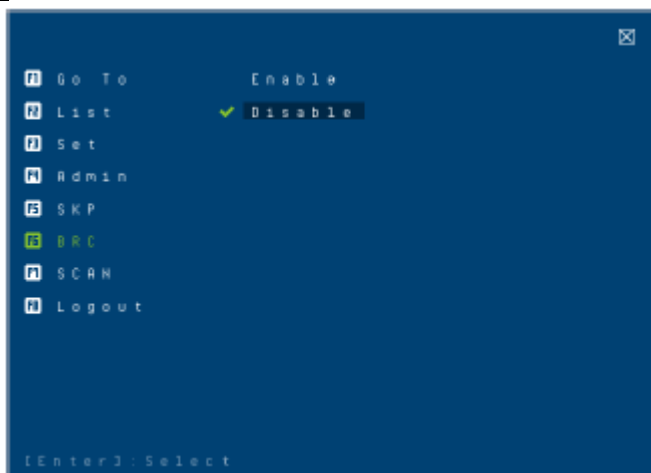 F1 Go To Enable
F2 List Disable
F3 Set
F4 Admin
F5 SKP
F6 BRC
F7 SCAN
F8 Logout
[Enter]:Select